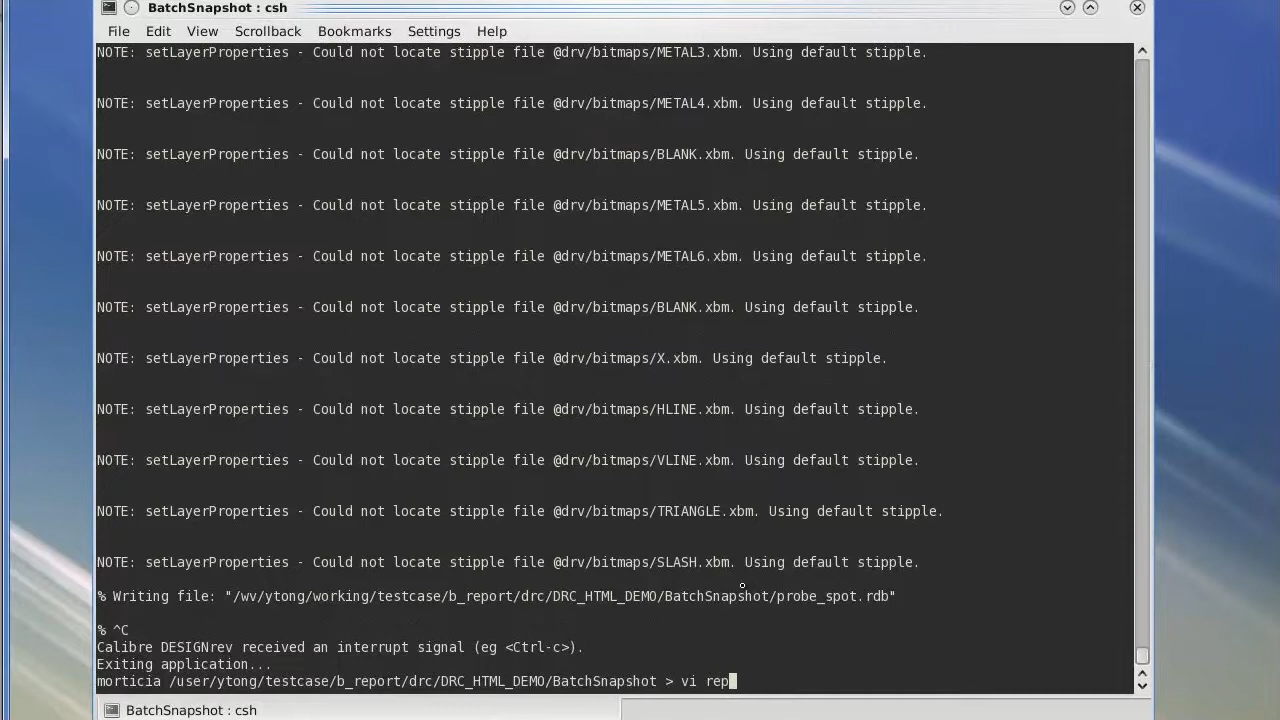 BatchSnapshot : csh
File Edit View Scrollback Bookmarks Settings Help
NOTE: setLayerProperties - Could not locate stipple file @drv/bitmaps/METAL3.xbm. Using default stipple.
NOTE: setLayerProperties - Could not locate stipple file @drv/bitmaps/METAL4.xbm. Using default stipple.
NOTE: setLayerProperties - Could not locate stipple file @drv/bitmaps/BLANK.xbm. Using default stipple.
NOTE: setLayerProperties - Could not locate stipple file @drv/bitmaps/METAL5.xbm. Using default stipple.
NOTE: setLayerProperties - Could not locate stipple file @drv/bitmaps/METAL6.xbm. Using default stipple.
NOTE: setLayerProperties - Could not locate stipple file @drv/bitmaps/BLANK.xbm. Using default stipple.
NOTE: setLayerProperties - Could not locate stipple file @drv/bitmaps/X.xbm. Using default stipple.
NOTE: setLayerProperties - Could not locate stipple file @drv/bitmaps/HLINE.xbm. Using default stipple.
NOTE: setLayerProperties - Could not locate stipple file @drv/bitmaps/VLINE.xbm. Using default stipple.
NOTE: setLayerProperties - Could not locate stipple file @drv/bitmaps/TRIANGLE.xbm. Using default stipple.
NOTE: setLayerProperties - Could not locate stipple file @drv/bitmaps/SLASH.xbm. Using default stipple.
% Writing file: "/wv/ytong/working/testcase/b_report/drc/DRC_HTML_DEMO/BatchSnapshot/probe_spot.rdb"
% ^C
Calibre DESIGNrev received an interrupt signal (eg <Ctrl-c>).
Exiting application...
morticia /user/ytong/testcase/b_report/drc/DRC_HTML_DEMO/BatchSnapshot > vi rep
BatchSnapshot : csh